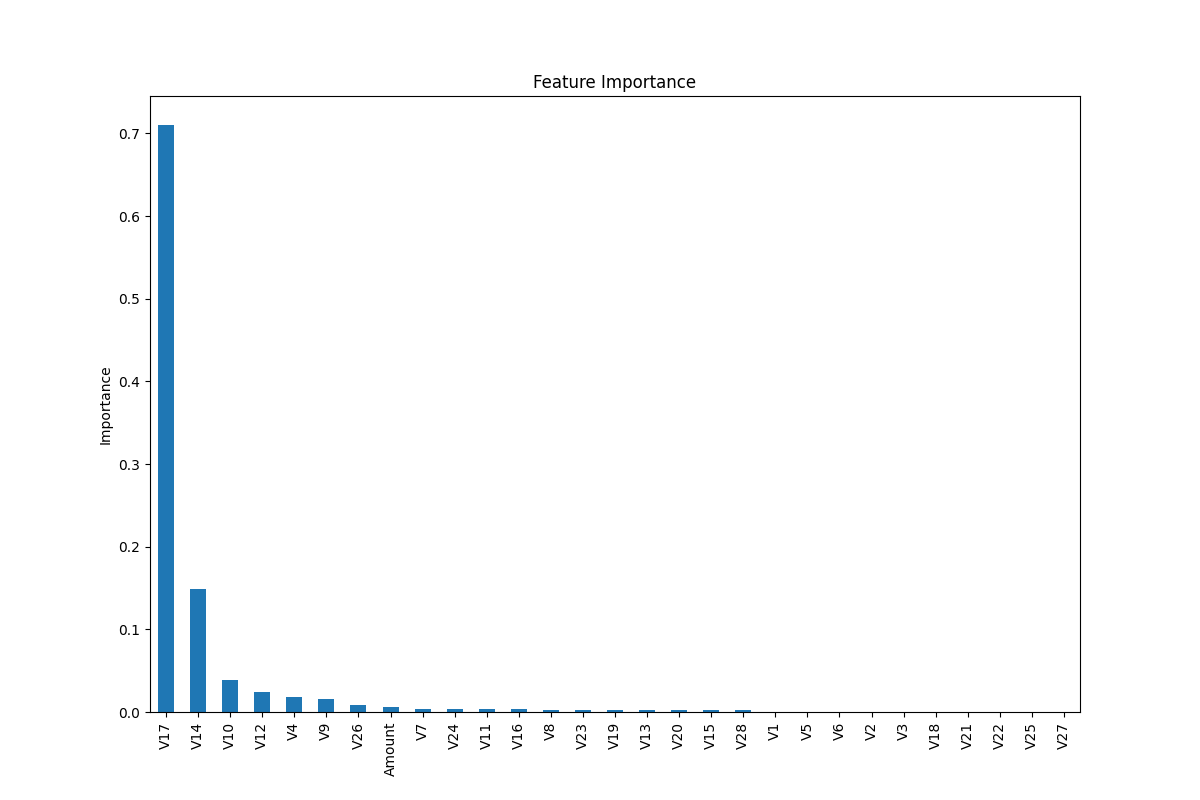 Feature Importance
Importance
0.7
0.6
0.5
0.4
0.3
0.2
0.1
0.0
V17
V14
V10
V12
V4
V9
V26
Amount
V7
V24
V11
V16
V8
V23
V19
V13
V20
V15
V28
V1
V5
V6
V2
V3
V18
V21
V22
V25
V27